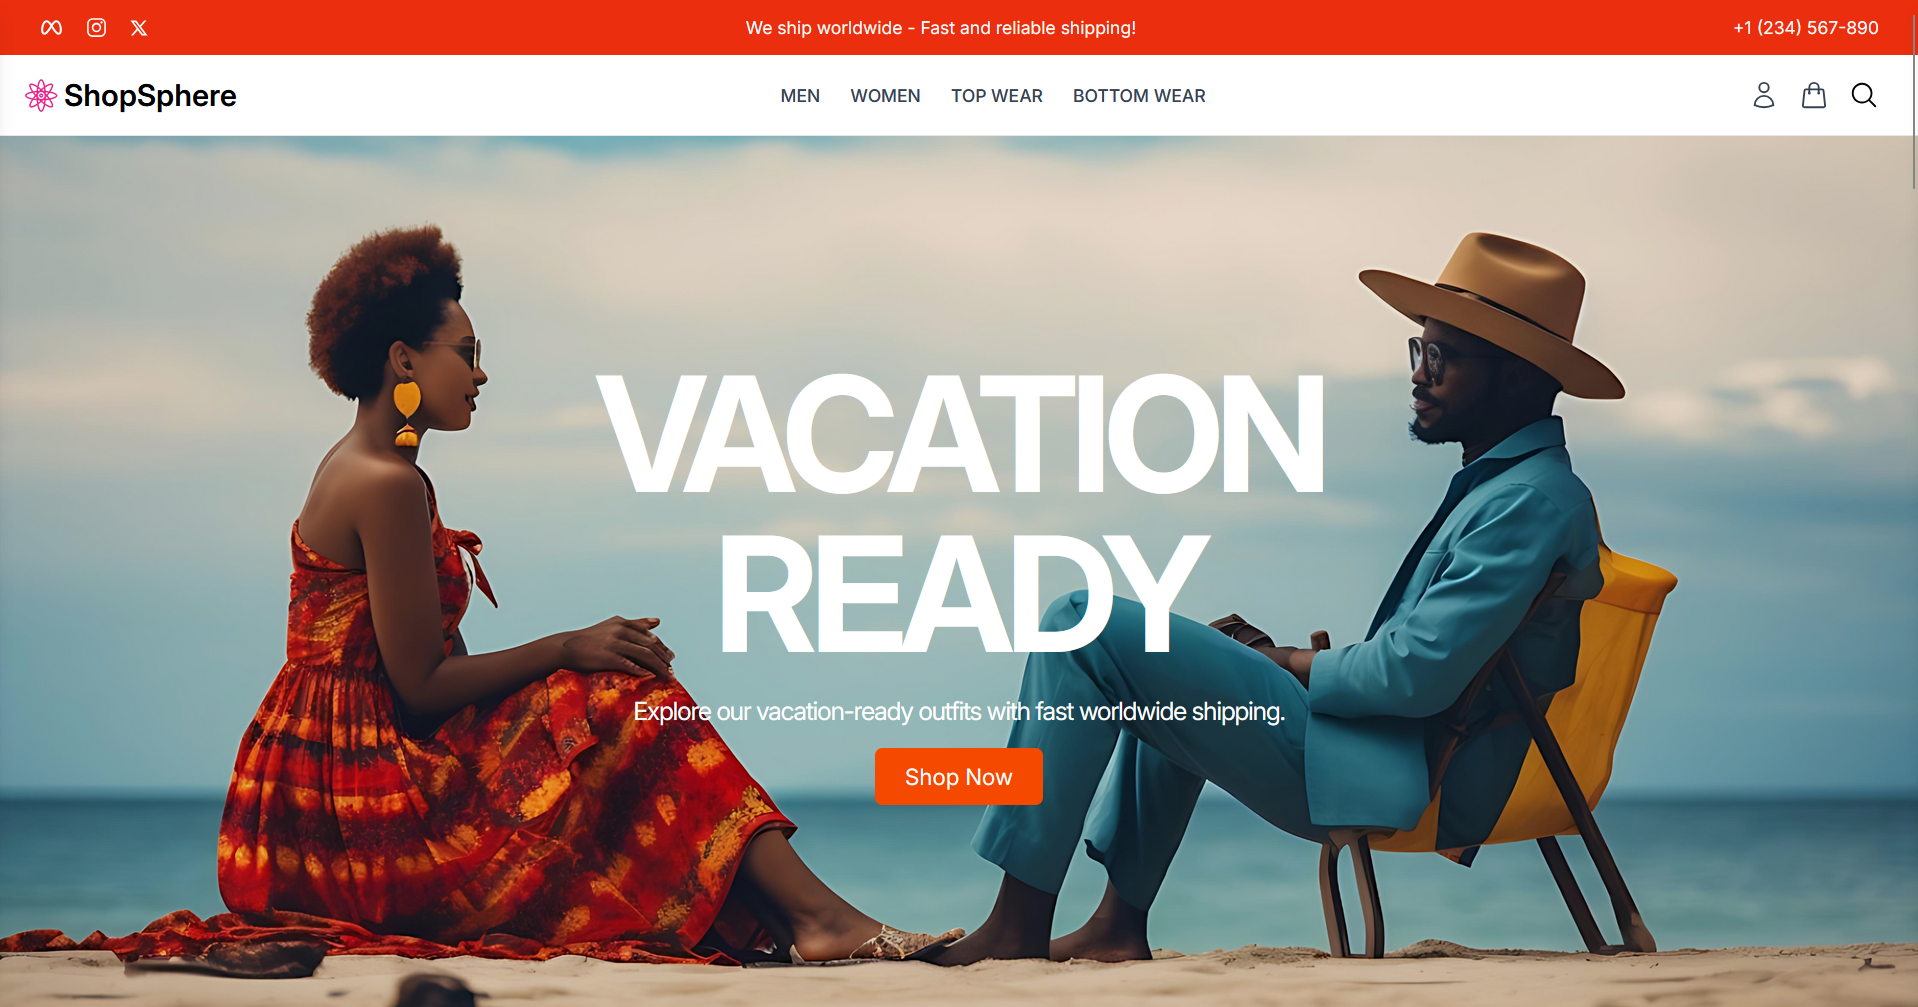 We ship worldwide - Fast and reliable shipping!
+1 (234) 567-890
ShopSphere
MEN
WOMEN
TOP WEAR
BOTTOM WEAR
VACATION
READY
Explore our vacation-ready outfits with fast worldwide shipping.
Shop Now